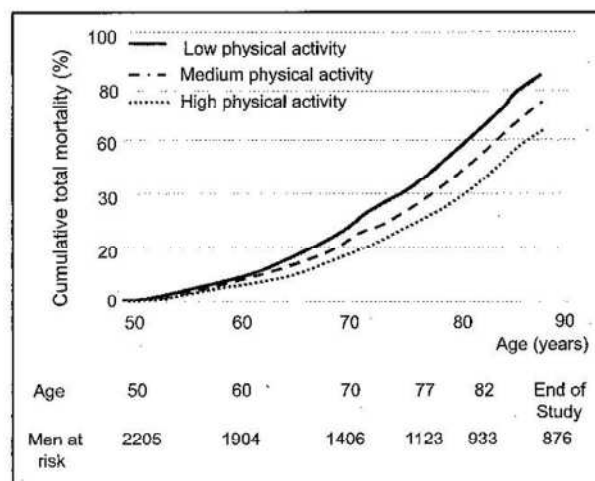 100
Low physical activity
Medium physical activity
80
High physical activity
60
30
20
0
Cumulative total mortality (%)
50 60 70 80 90
Age (years)
Age 50 60 70 77 82 End of
Study
Men at 2205 1904 1406 1123 933 876
risk